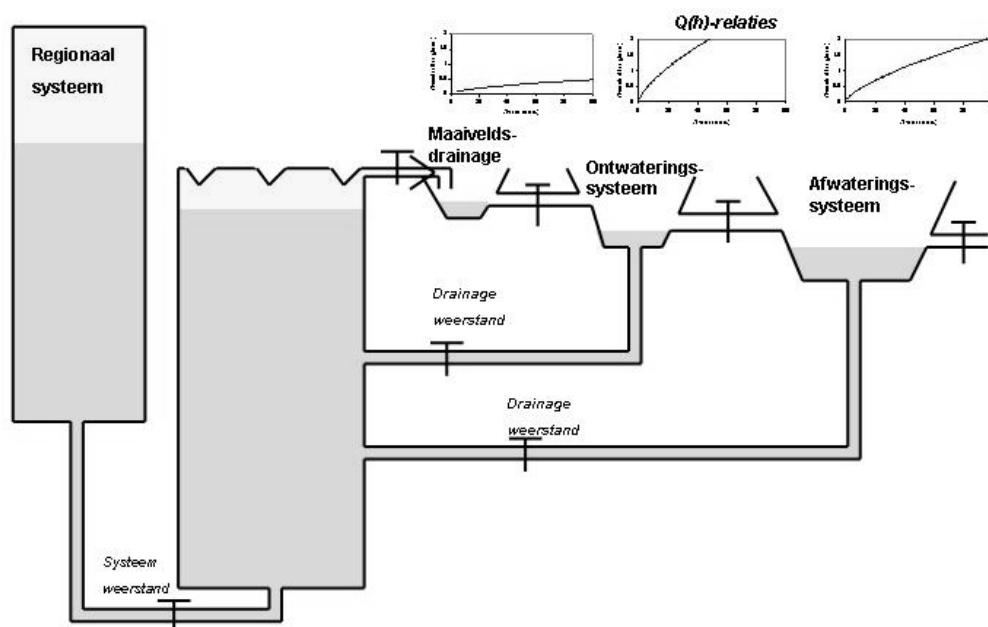 Q(h)-relaties
Regionaal
systeem
Maaivelds-
drainage
Ontwaterings-
systeem
Afwaterings-
systeem
Drainage
weerstand
Drainage
weerstand
Systeem
weerstand